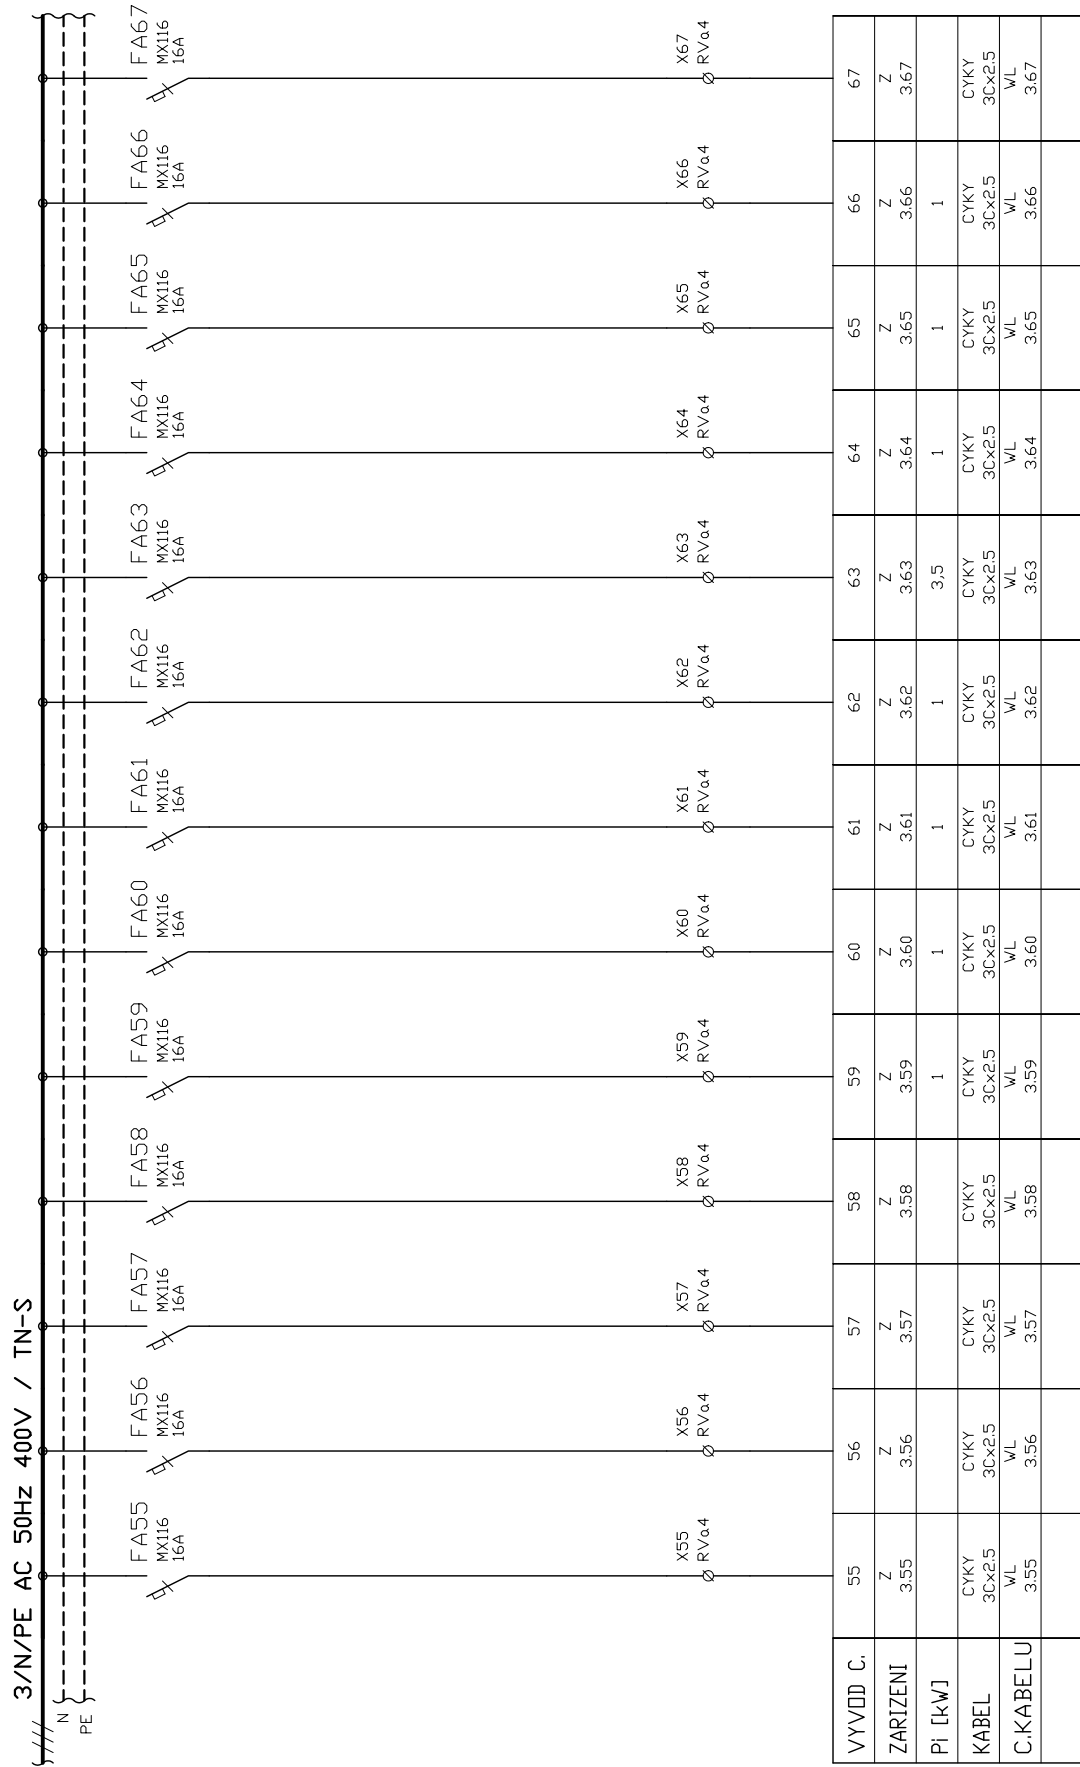 3/N/PE AC 50Hz 400V / TN-S
N
PE
FA55
MX116
16A
FA56
MX116
16A
FA57
MX116
16A
FA58
MX116
16A
FA59
MX116
16A
FA60
MX116
16A
FA61
MX116
16A
FA62
MX116
16A
FA63
MX116
16A
FA64
MX116
16A
FA65
MX116
16A
FA66
MX116
16A
FA67
MX116
16A
X55
RVa4
X56
RVa4
X57
RVa4
X58
RVa4
X59
RVa4
X60
RVa4
X61
RVa4
X62
RVa4
X63
RVa4
X64
RVa4
X65
RVa4
X66
RVa4
X67
RVa4
VYVOD C. 55 56 57 58 59 60 61 62 63 64 65 66 67
ZARIZENI Z Z Z Z Z Z Z Z Z Z Z Z Z
3.55 3.56 3.57 3.58 3.59 3.60 3.61 3.62 3.63 3.64 3.65 3.66 3.67
Pi [kW] 1 1 1 1 3,5 1 1 1
KABEL CYKY CYKY CYKY CYKY CYKY CYKY CYKY CYKY CYKY CYKY CYKY CYKY CYKY
3Cx2.5 3Cx2.5 3Cx2.5 3Cx2.5 3Cx2.5 3Cx2.5 3Cx2.5 3Cx2.5 3Cx2.5 3Cx2.5 3Cx2.5 3Cx2.5 3Cx2.5
C.KABELU WL WL WL WL WL WL WL WL WL WL WL WL WL
3.55 3.56 3.57 3.58 3.59 3.60 3.61 3.62 3.63 3.64 3.65 3.66 3.67